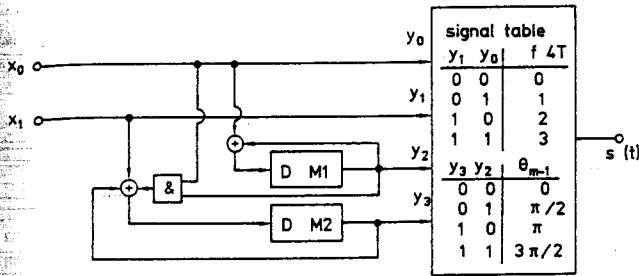 signal table
y₁ y₀ f 4T
0 0 0
0 1 1
1 0 2
1 1 3
y₃ y₂ θₘ₋₁
0 0 0
0 1 π/2
1 0 π
1 1 3π/2
x₀
x₁
y₀
y₁
y₂
y₃
+
D M1
+
&
D M2
s (t)